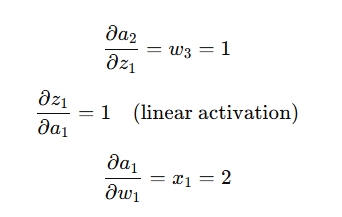 ∂a₂/∂z₁ = w₃ = 1
∂z₁/∂a₁ = 1 (linear activation)
∂a₁/∂w₁ = x₁ = 2